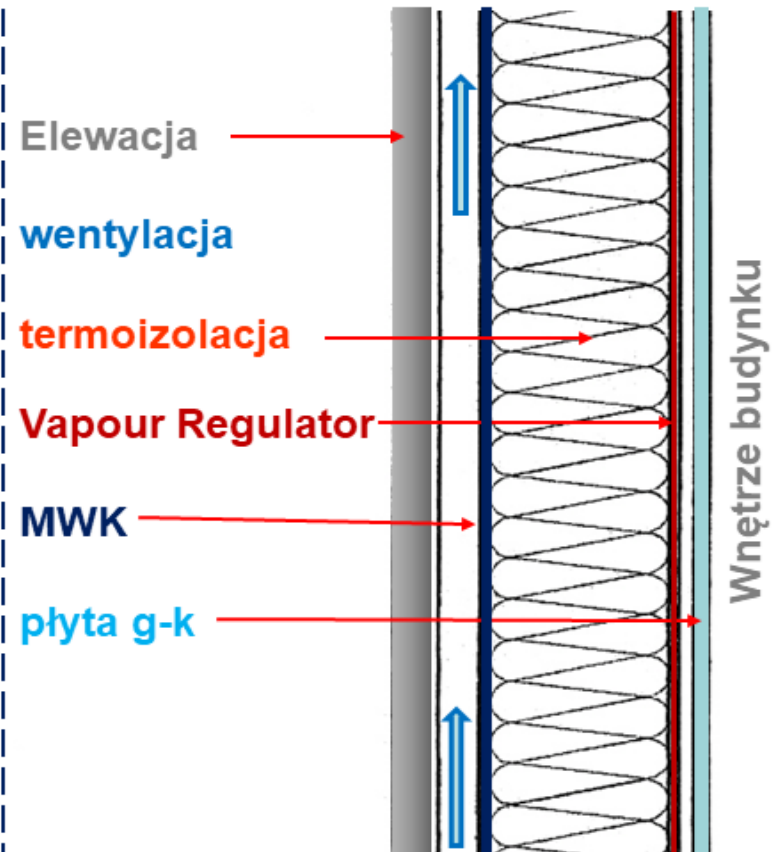 Elewacja
wentylacja
termoizolacja
Vapour Regulator
MWK
płyta g-k
Wnętrze budynku